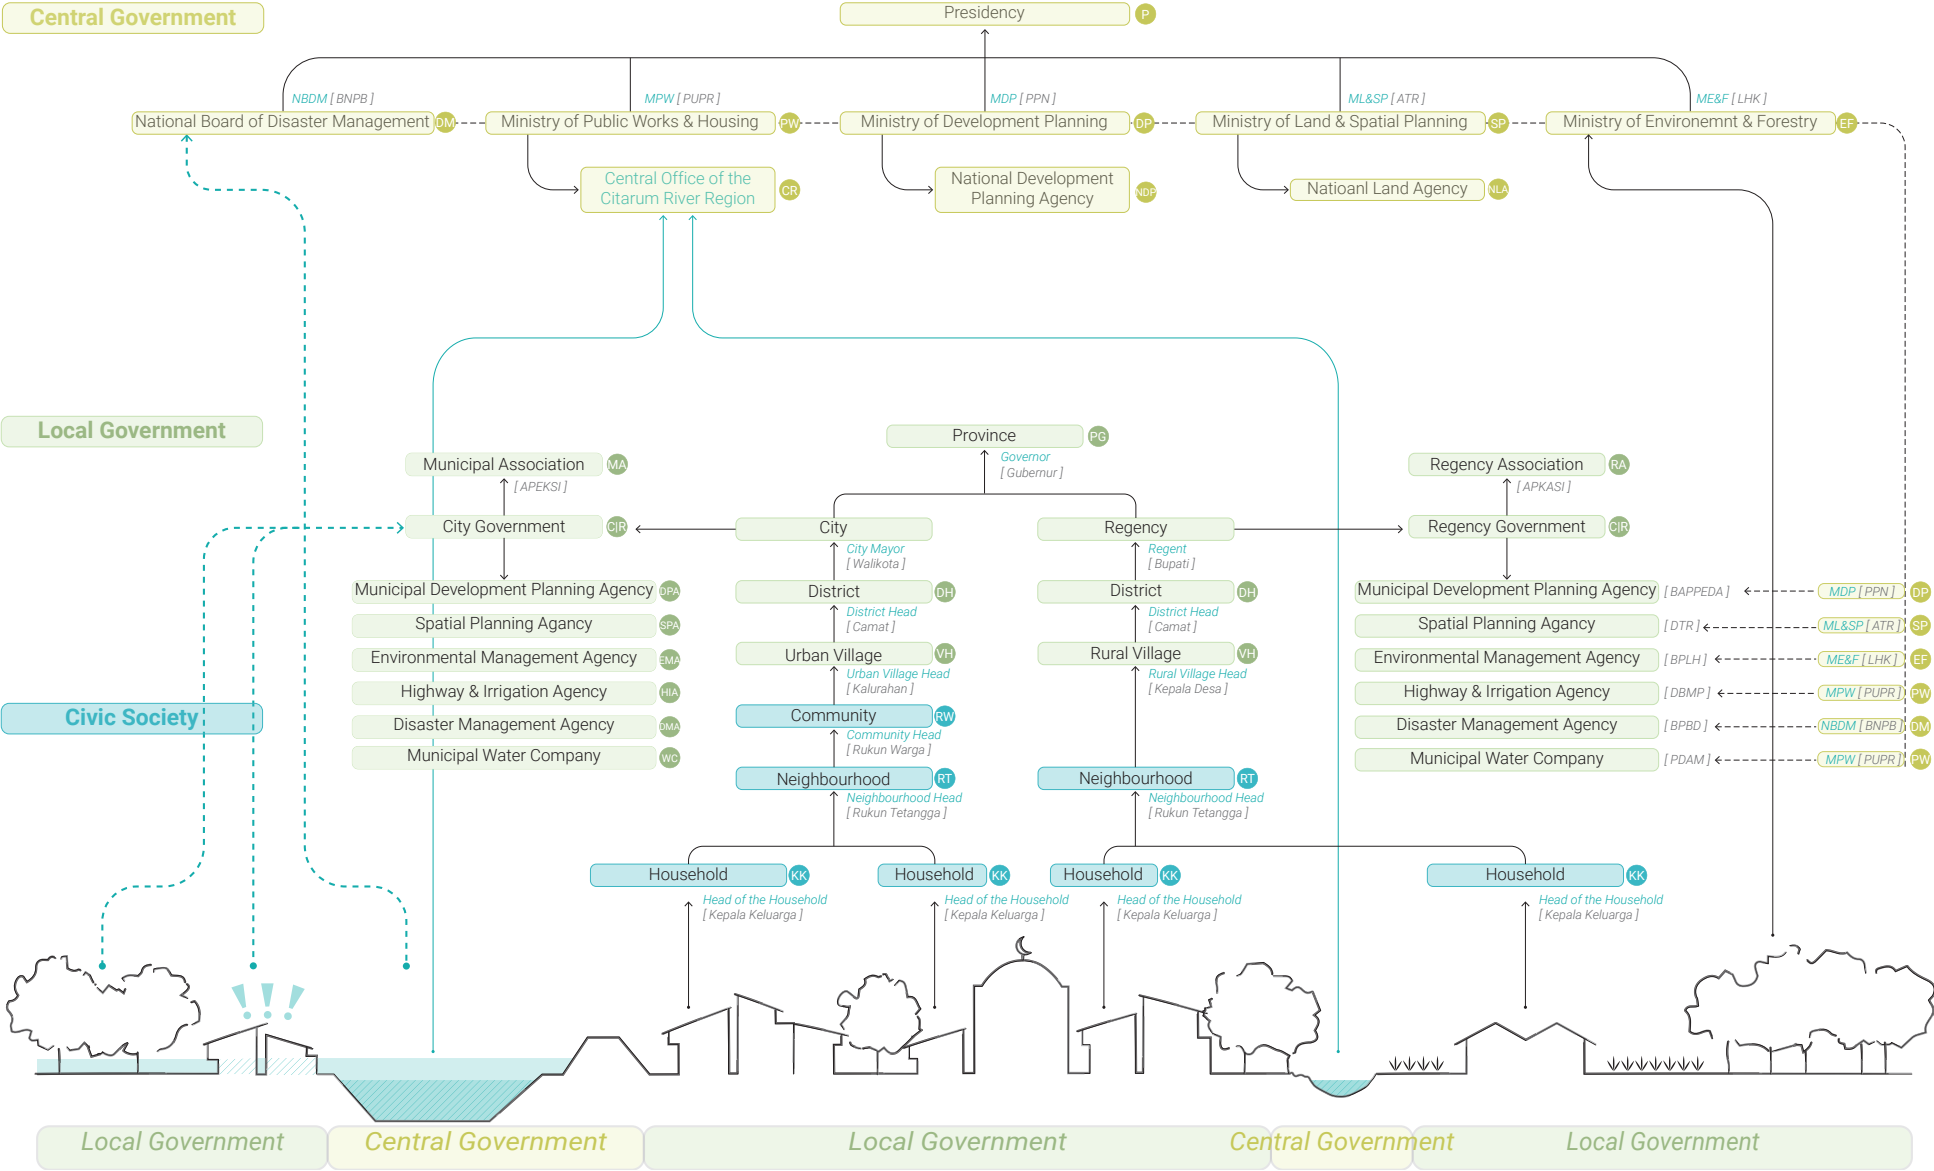 Central Government
Presidency
P
NBDM [ BNPB ]
MPW [ PUPR ]
MDP [ PPN ]
ML&SP [ ATR ]
ME&F [ LHK ]
National Board of Disaster Management
DM
Ministry of Public Works & Housing
PW
Ministry of Development Planning
DP
Ministry of Land & Spatial Planning
SP
Ministry of Environemnt & Forestry
EF
Central Office of the
Citarum River Region
CR
National Development
Planning Agency
NDP
Natioanl Land Agency
NLA
Local Government
Province
PG
Governor
[ Gubernur ]
Municipal Association
MA
[ APEKSI ]
Regency Association
RA
[ APKASI ]
City Government
C|R
City
Regency
Regency Government
C|R
City Mayor
[ Walikota ]
Regent
[ Bupati ]
Municipal Development Planning Agency
DPA
District
DH
District
DH
Municipal Development Planning Agency
[ BAPPEDA ]
MDP [ PPN ]
DP
District Head
[ Camat ]
District Head
[ Camat ]
Spatial Planning Agancy
SPA
Spatial Planning Agancy
[ DTR ]
ML&SP [ ATR ]
SP
Environmental Management Agency
EMA
Urban Village
VH
Rural Village
VH
Environmental Management Agency
[ BPLH ]
ME&F [ LHK ]
EF
Urban Village Head
[ Kalurahan ]
Rural Village Head
[ Kepala Desa ]
Highway & Irrigation Agency
HIA
Highway & Irrigation Agency
[ DBMP ]
MPW [ PUPR ]
PW
Civic Society
Disaster Management Agency
DMA
Community
RW
Disaster Management Agency
[ BPBD ]
NBDM [ BNPB ]
DM
Community Head
[ Rukun Warga ]
Municipal Water Company
WC
Municipal Water Company
[ PDAM ]
MPW [ PUPR ]
PW
Neighbourhood
RT
Neighbourhood
RT
Neighbourhood Head
[ Rukun Tetangga ]
Neighbourhood Head
[ Rukun Tetangga ]
Household
KK
Household
KK
Household
KK
Household
KK
Head of the Household
[ Kepala Keluarga ]
Head of the Household
[ Kepala Keluarga ]
Head of the Household
[ Kepala Keluarga ]
Head of the Household
[ Kepala Keluarga ]
!!!
Local Government
Central Government
Local Government
Central Government
Local Government